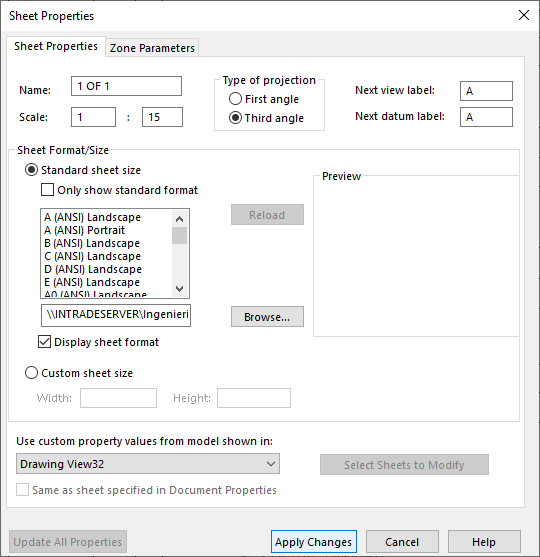 Sheet Properties
Sheet Properties Zone Parameters
Name: 1 OF 1
Scale: 1 : 15
Type of projection
First angle
Third angle
Next view label: A
Next datum label: A
Sheet Format/Size
Standard sheet size
Only show standard format
A (ANSI) Landscape
A (ANSI) Portrait
B (ANSI) Landscape
C (ANSI) Landscape
D (ANSI) Landscape
E (ANSI) Landscape
A0 (ANSI) Landscape
Reload
\\INTRADESERVER\Ingenieri
Browse...
Display sheet format
Custom sheet size
Width: Height:
Preview
Use custom property values from model shown in:
Drawing View32
Select Sheets to Modify
Same as sheet specified in Document Properties
Update All Properties Apply Changes Cancel Help